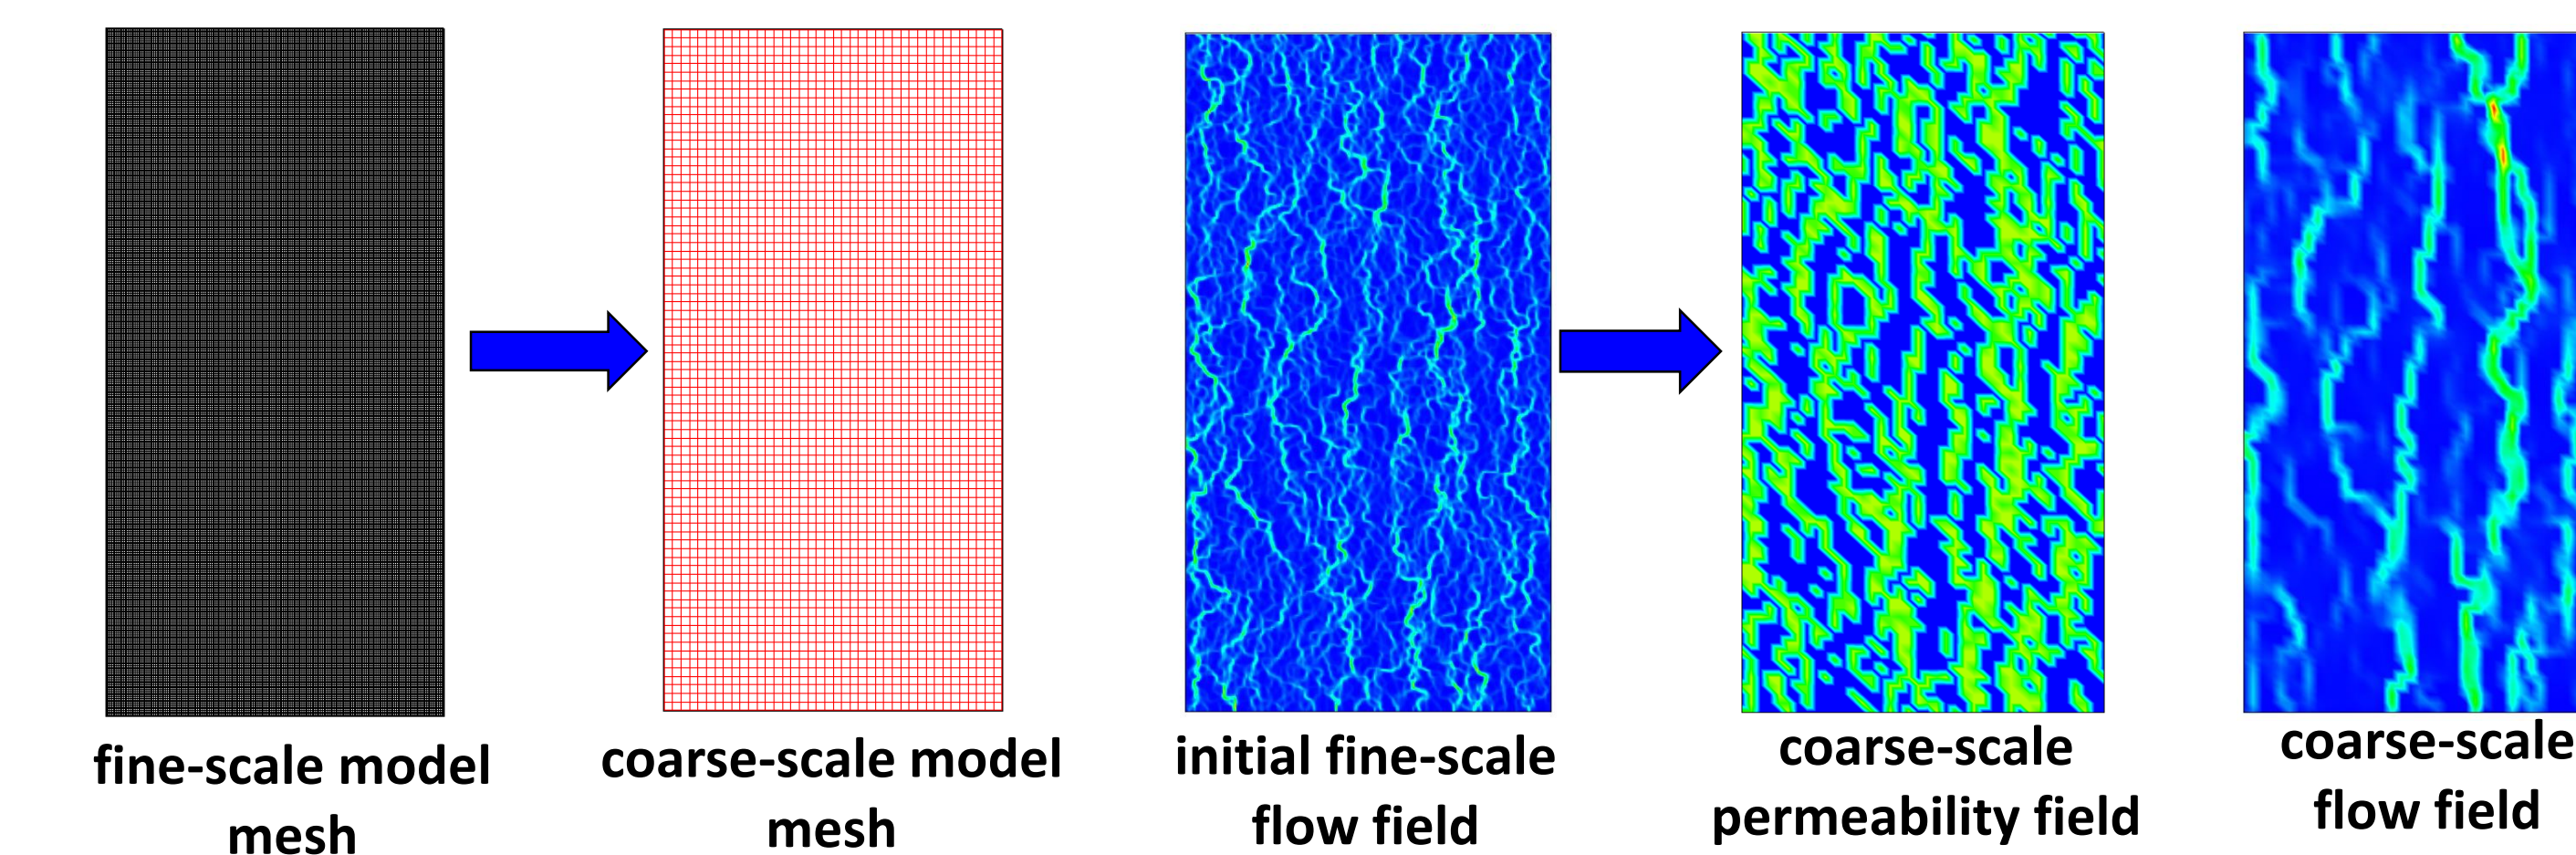 fine-scale model
mesh
coarse-scale model
mesh
initial fine-scale
flow field
coarse-scale
permeability field
coarse-scale
flow field